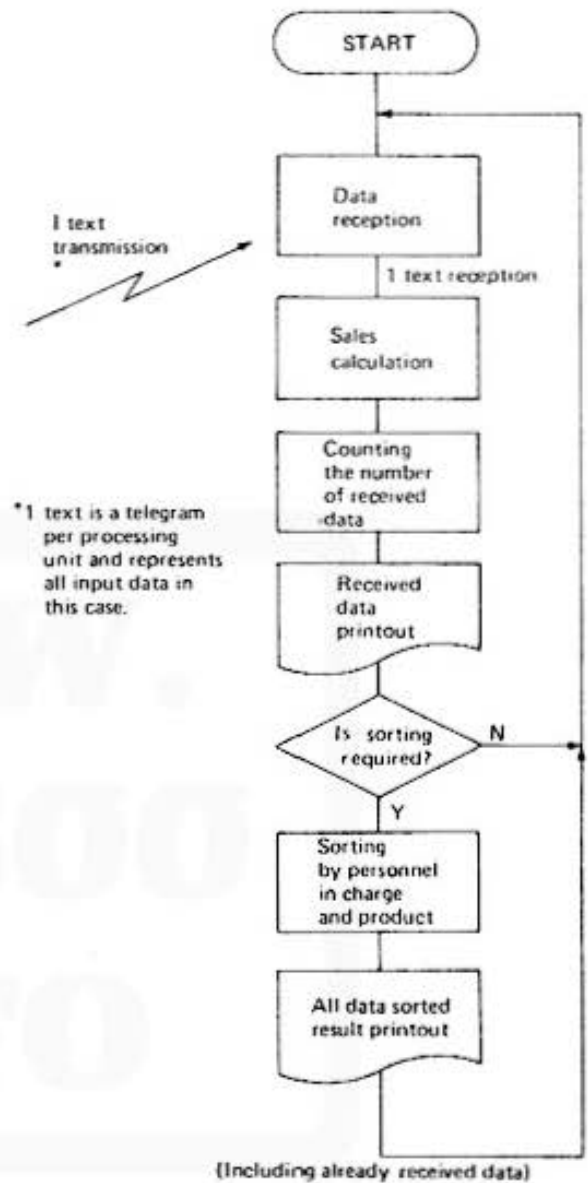 START
Data
reception
1 text
transmission
*
1 text reception
Sales
calculation
Counting
the number
of received
data
*1 text is a telegram
per processing
unit and represents
all input data in
this case.
Received
data
printout
Is sorting
required?
N
Y
Sorting
by personnel
in charge
and product
All data sorted
result printout
(Including already received data)